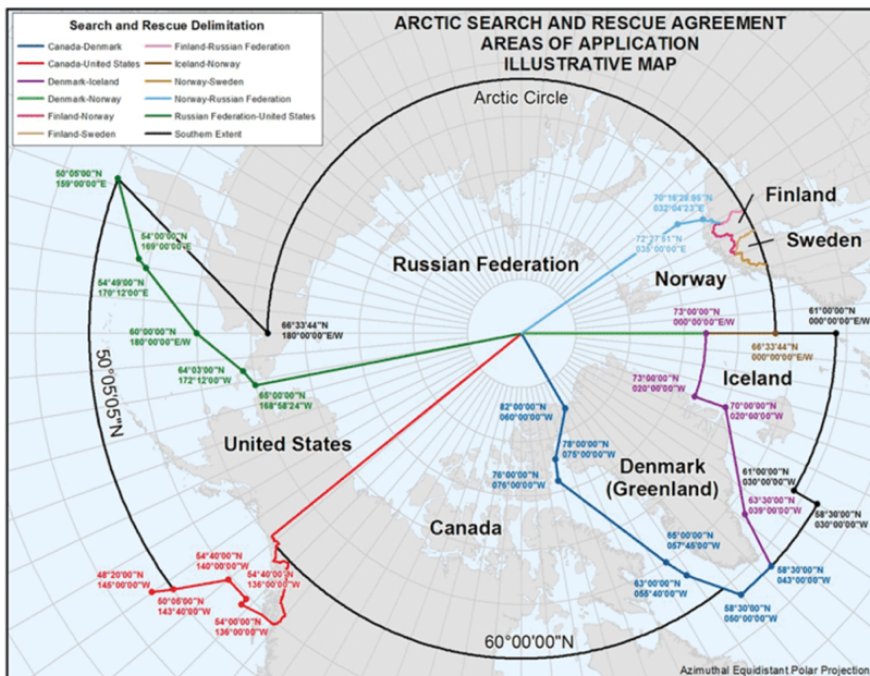 ARCTIC SEARCH AND RESCUE AGREEMENT
AREAS OF APPLICATION
ILLUSTRATIVE MAP
Search and Rescue Delimitation
Canada-Denmark
Canada-United States
Denmark-Iceland
Denmark-Norway
Finland-Norway
Finland-Sweden
Finland-Russian Federation
Iceland-Norway
Norway-Sweden
Norway-Russian Federation
Russian Federation-United States
Southern Extent
Arctic Circle
50°05'00"N
159°00'00"E
54°00'00"N
169°00'00"E
54°49'00"N
170°12'00"E
60°00'00"N
180°00'00"E/W
64°03'00"N
172°12'00"W
65°00'00"N
168°58'24"W
66°33'44"N
180°00'00"E/W
50°05'05"N
Russian Federation
032°04'23"E
Finland
Sweden
Norway
73°00'00"N
000°00'00"E/W
66°33'44"N
000°00'00"E/W
61°00'00"N
000°00'00"E/W
Iceland
73°00'00"N
020°00'00"W
70°00'00"N
020°00'00"W
61°00'00"N
030°00'00"W
58°30'00"N
030°00'00"W
63°30'00"N
039°00'00"W
58°30'00"N
043°00'00"W
58°30'00"N
050°00'00"W
82°00'00"N
060°00'00"W
78°00'00"N
075°00'00"W
76°00'00"N
076°00'00"W
Denmark
(Greenland)
65°00'00"N
057°45'00"W
63°00'00"N
055°40'00"W
United States
Canada
48°20'00"N
145°00'00"W
50°05'00"N
143°40'00"W
54°40'00"N
140°00'00"W
54°40'00"N
136°00'00"W
54°00'00"N
136°00'00"W
60°00'00"N
Azimuthal Equidistant Polar Projection